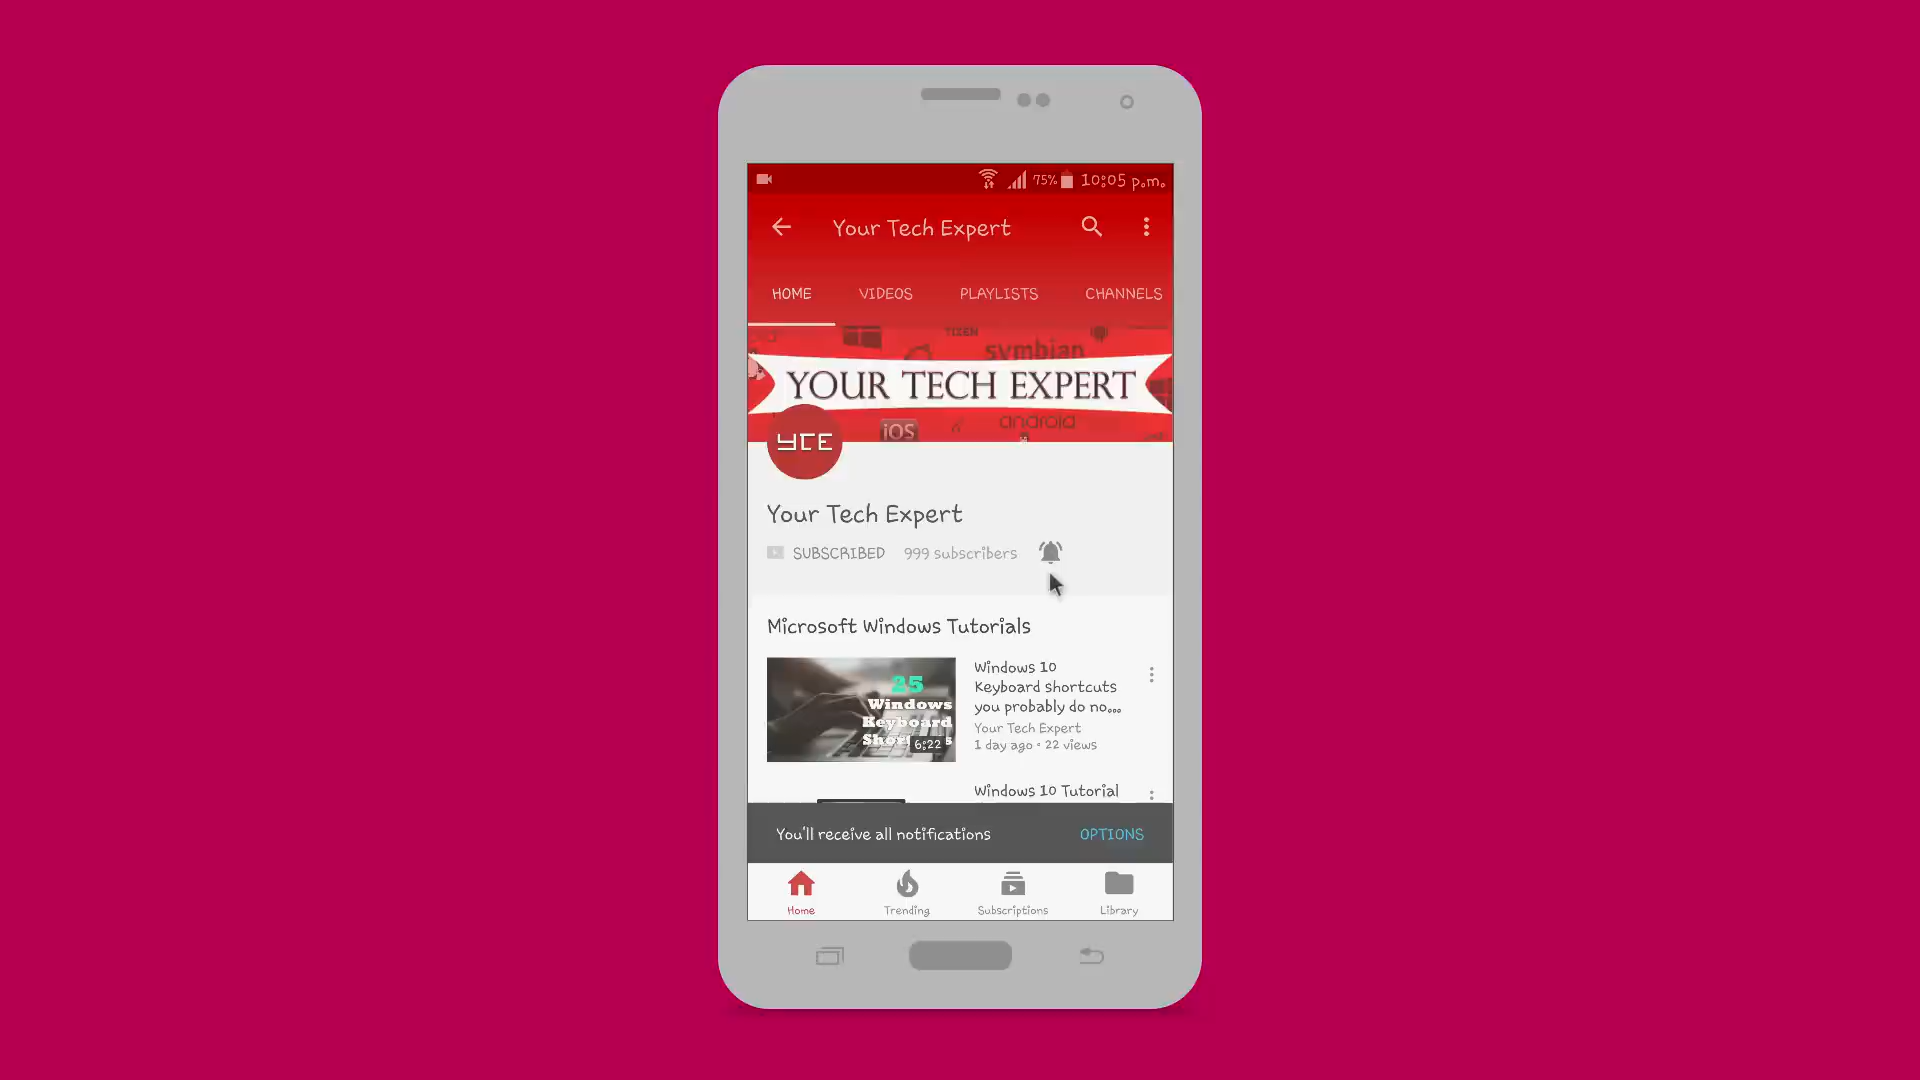 75% 10:05 p.m.
Your Tech Expert
HOME VIDEOS PLAYLISTS CHANNELS
TIZEN
symbian
YOUR TECH EXPERT
android
iOS
YTE
Your Tech Expert
SUBSCRIBED 999 subscribers
Microsoft Windows Tutorials
25
Windows
Keyboard
6:22
Windows 10
Keyboard shortcuts
you probably do no...
Your Tech Expert
1 day ago • 22 views
Windows 10 Tutorial
You'll receive all notifications OPTIONS
Home Trending Subscriptions Library